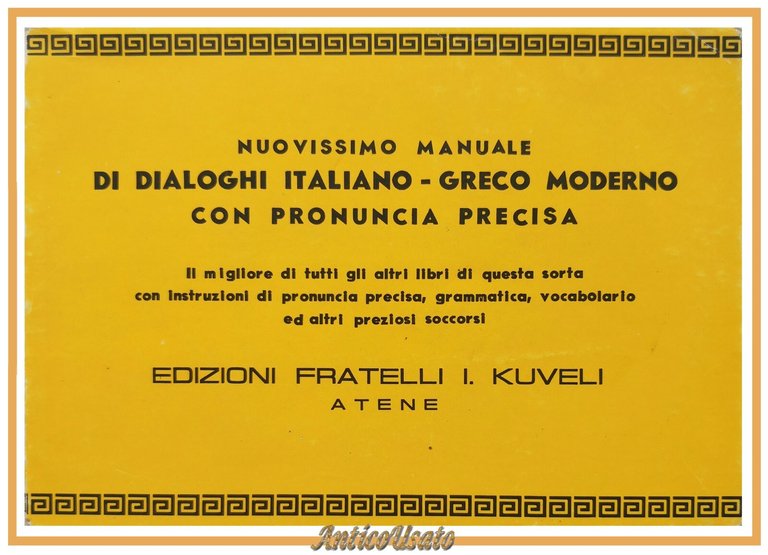 NUOVISSIMO MANUALE
DI DIALOGHI ITALIANO - GRECO MODERNO
CON PRONUNCIA PRECISA
Il migliore di tutti gli altri libri di questa sorta
con instruzioni di pronuncia precisa, grammatica, vocabolario
ed altri preziosi soccorsi
EDIZIONI FRATELLI I. KUVELI
ATENE
AnticoUsato